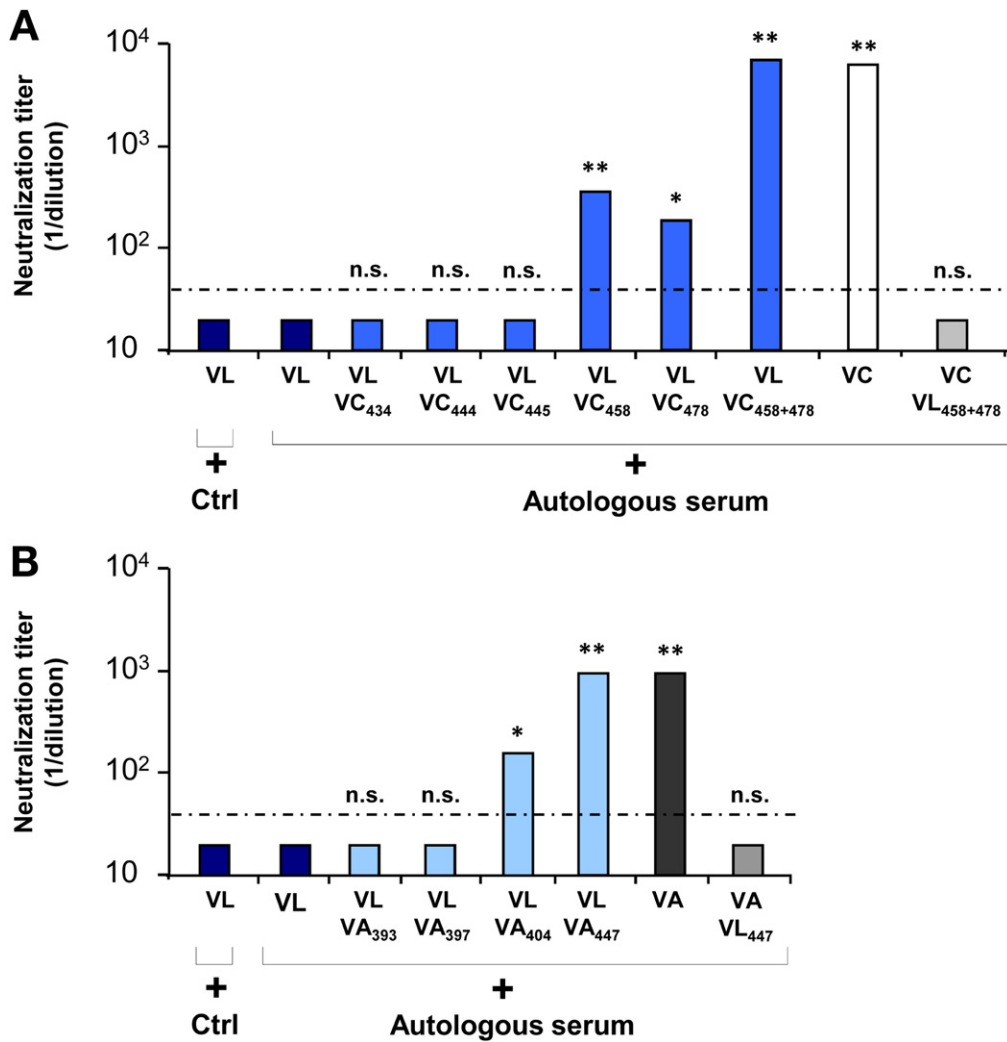 A
Neutralization titer
(1/dilution)
10⁴
10³
10²
10
n.s. n.s. n.s. ** * ** ** n.s.
VL VL VL VL VL VL VL VL VC VC
VC₄₃₄ VC₄₄₄ VC₄₄₅ VC₄₅₈ VC₄₇₈ VC₄₅₈₊₄₇₈ VL₄₅₈₊₄₇₈
+ +
Ctrl Autologous serum
B
Neutralization titer
(1/dilution)
10⁴
10³
10²
10
n.s. n.s. * ** ** n.s.
VL VL VL VL VL VL VA VA
VA₃₉₃ VA₃₉₇ VA₄₀₄ VA₄₄₇ VL₄₄₇
+ +
Ctrl Autologous serum